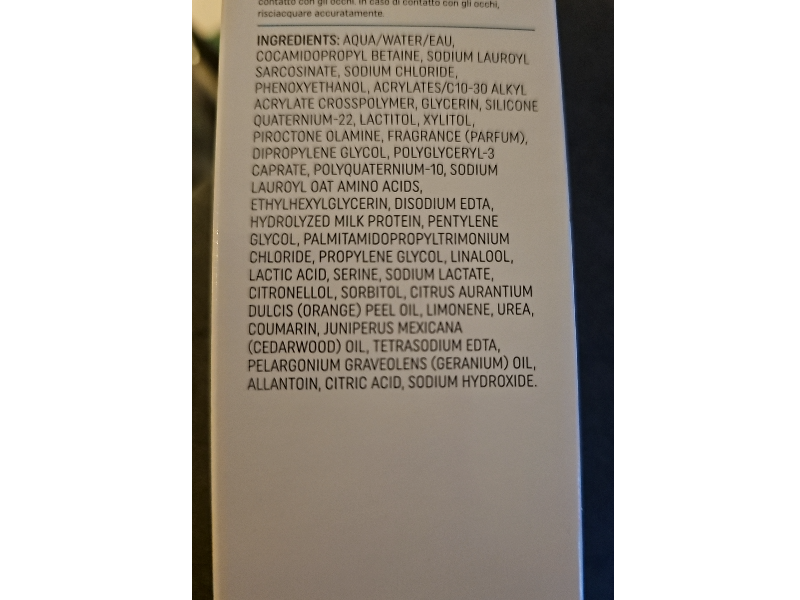 contatto con gli occhi. In caso di contatto con gli occhi,
risciacquare accuratamente.
INGREDIENTS: AQUA/WATER/EAU,
COCAMIDOPROPYL BETAINE, SODIUM LAUROYL
SARCOSINATE, SODIUM CHLORIDE,
PHENOXYETHANOL, ACRYLATES/C10-30 ALKYL
ACRYLATE CROSSPOLYMER, GLYCERIN, SILICONE
QUATERNIUM-22, LACTITOL, XYLITOL,
PIROCTONE OLAMINE, FRAGRANCE (PARFUM),
DIPROPYLENE GLYCOL, POLYGLYCERYL-3
CAPRATE, POLYQUATERNIUM-10, SODIUM
LAUROYL OAT AMINO ACIDS,
ETHYLHEXYLGLYCERIN, DISODIUM EDTA,
HYDROLYZED MILK PROTEIN, PENTYLENE
GLYCOL, PALMITAMIDOPROPYLTRIMONIUM
CHLORIDE, PROPYLENE GLYCOL, LINALOOL,
LACTIC ACID, SERINE, SODIUM LACTATE,
CITRONELLOL, SORBITOL, CITRUS AURANTIUM
DULCIS (ORANGE) PEEL OIL, LIMONENE, UREA,
COUMARIN, JUNIPERUS MEXICANA
(CEDARWOOD) OIL, TETRASODIUM EDTA,
PELARGONIUM GRAVEOLENS (GERANIUM) OIL,
ALLANTOIN, CITRIC ACID, SODIUM HYDROXIDE.